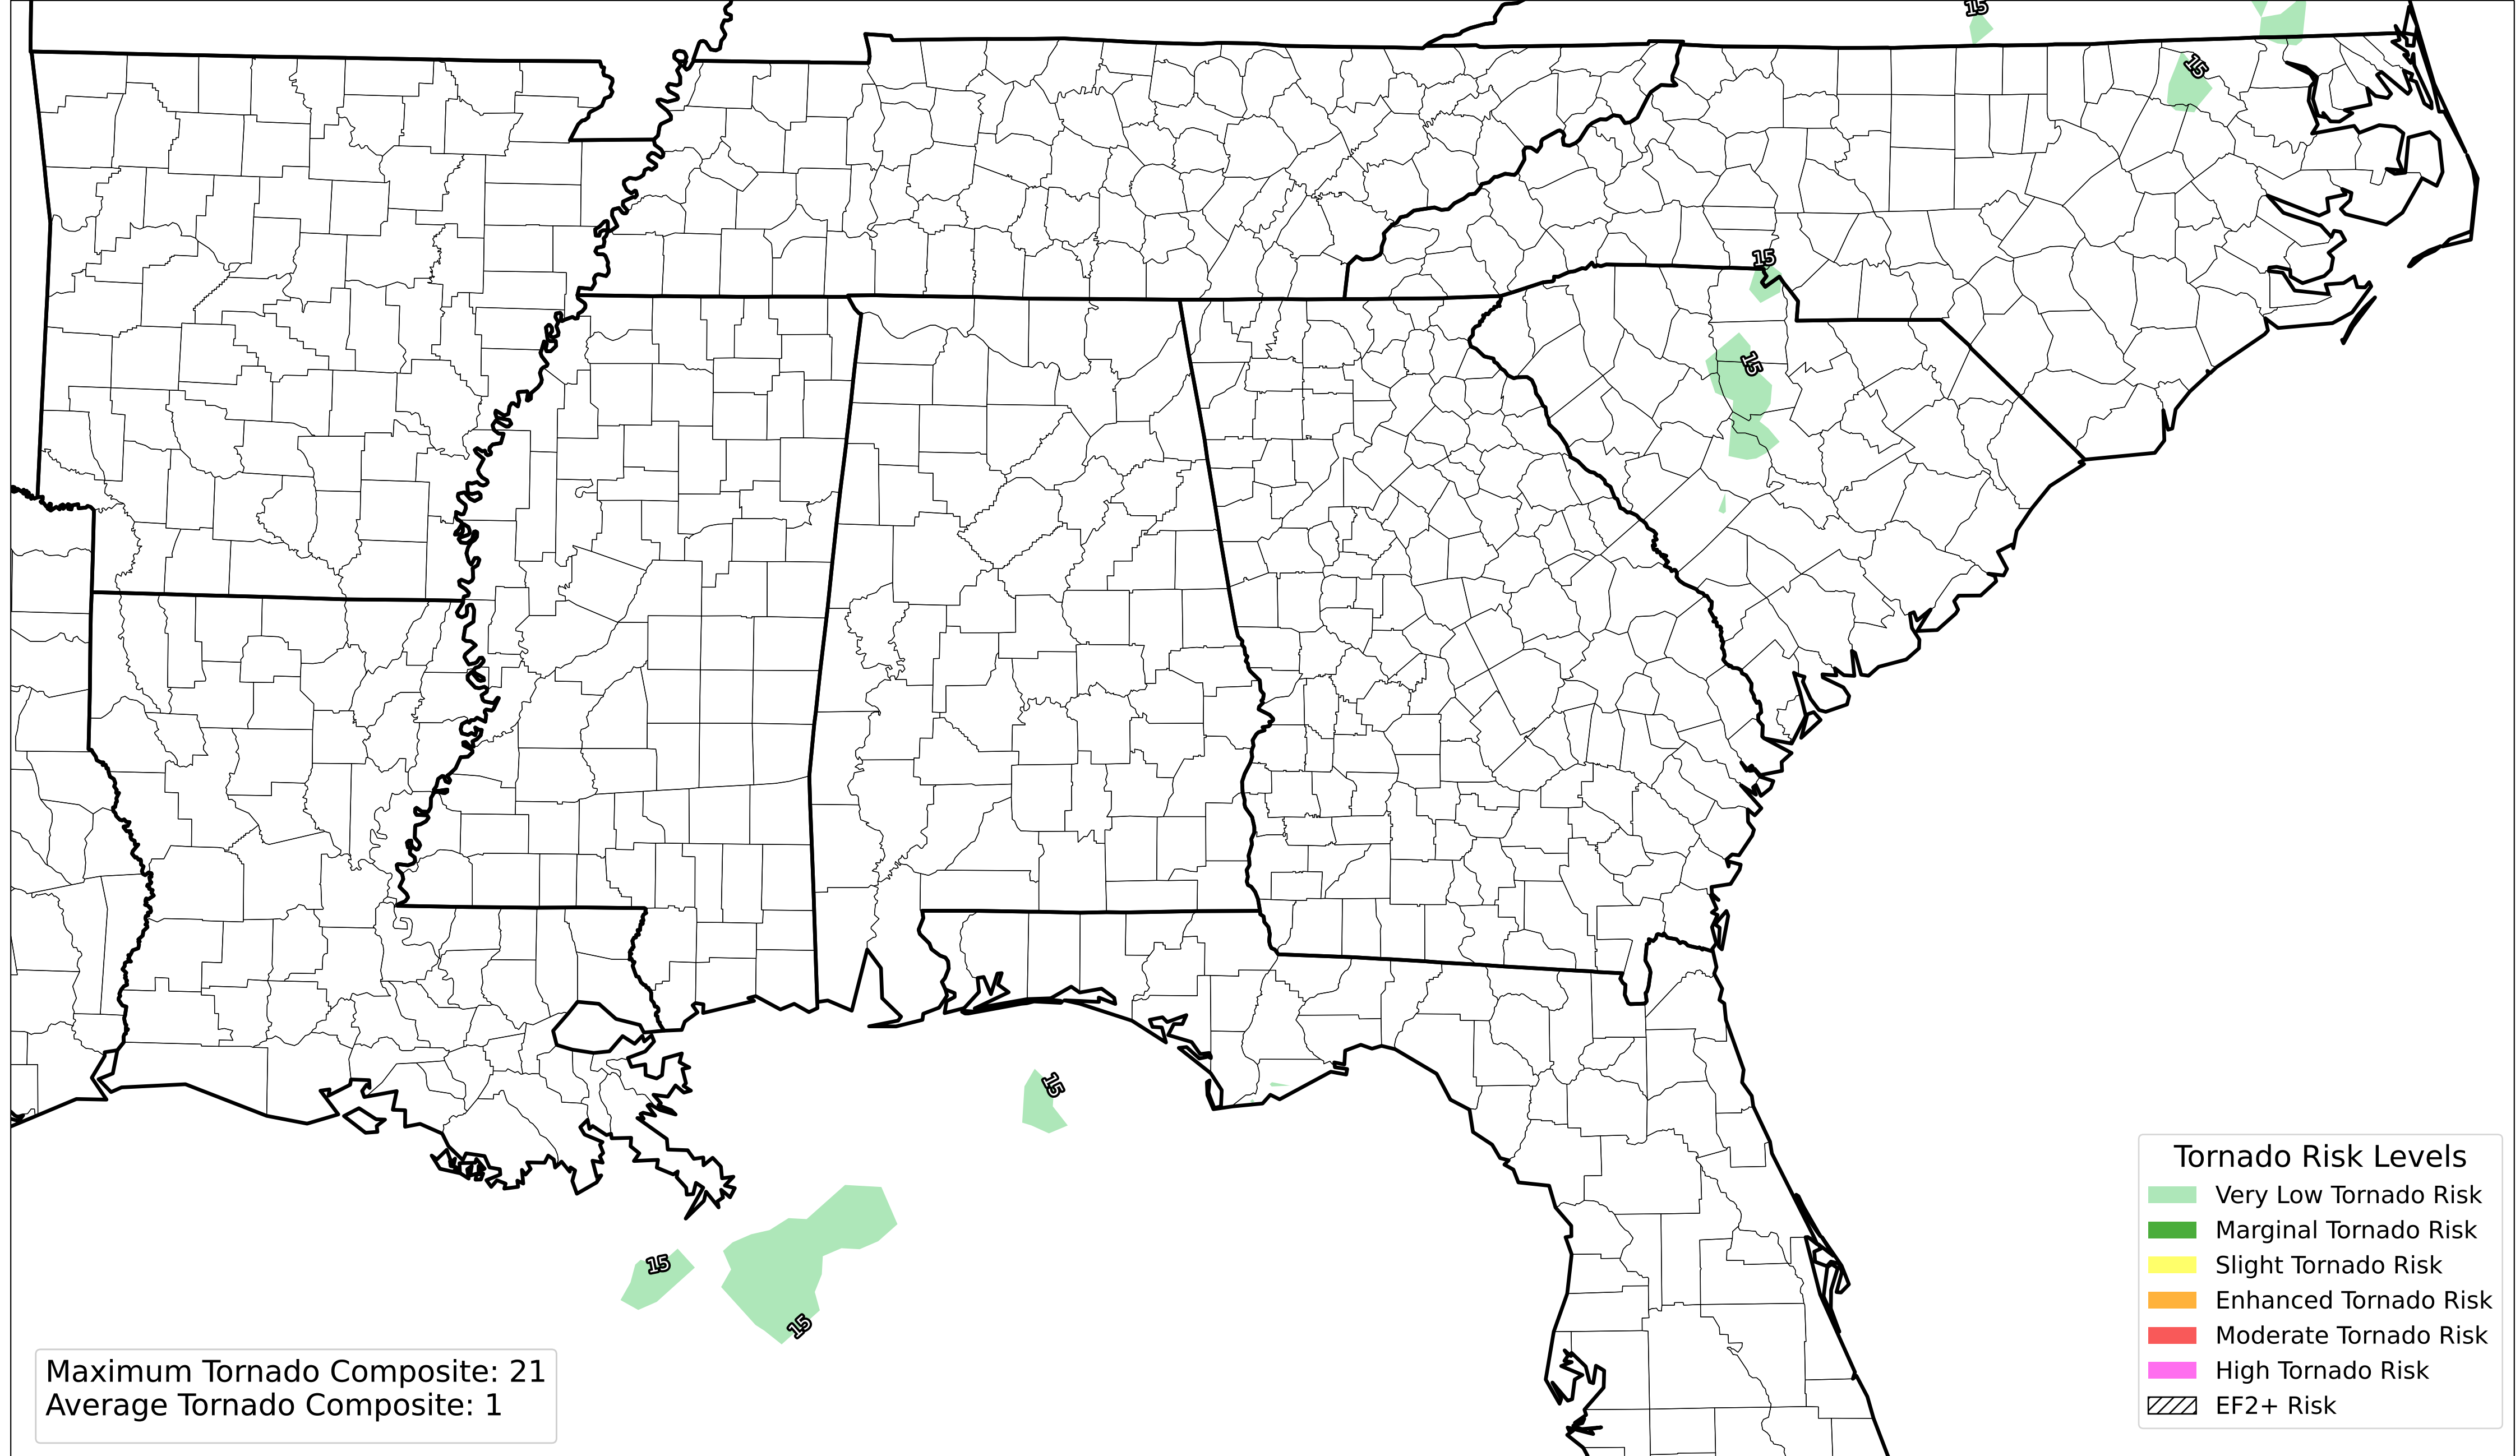 15
15
15
15
15
15
15
Tornado Risk Levels
Very Low Tornado Risk
Marginal Tornado Risk
Slight Tornado Risk
Enhanced Tornado Risk
Moderate Tornado Risk
High Tornado Risk
EF2+ Risk
Maximum Tornado Composite: 21
Average Tornado Composite: 1